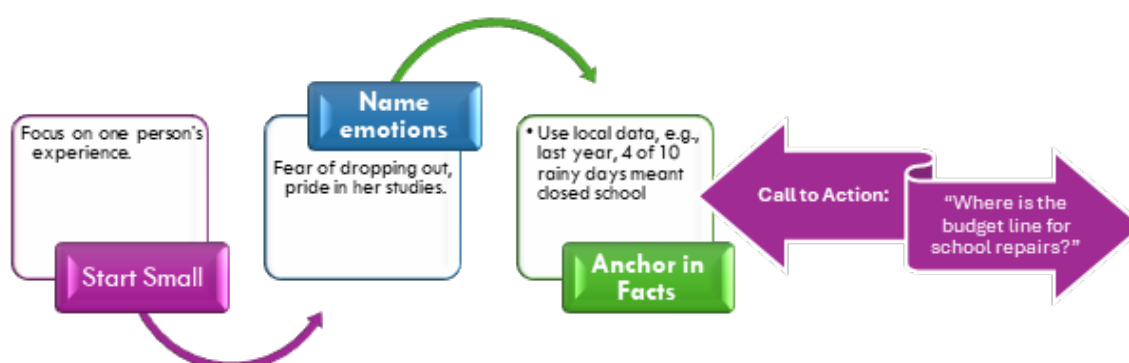 Focus on one person's
experience.
Start Small
Name
emotions
Fear of dropping out,
pride in her studies.
• Use local data, e.g.,
last year, 4 of 10
rainy days meant
closed school
Anchor in
Facts
Call to Action:
"Where is the
budget line for
school repairs?"